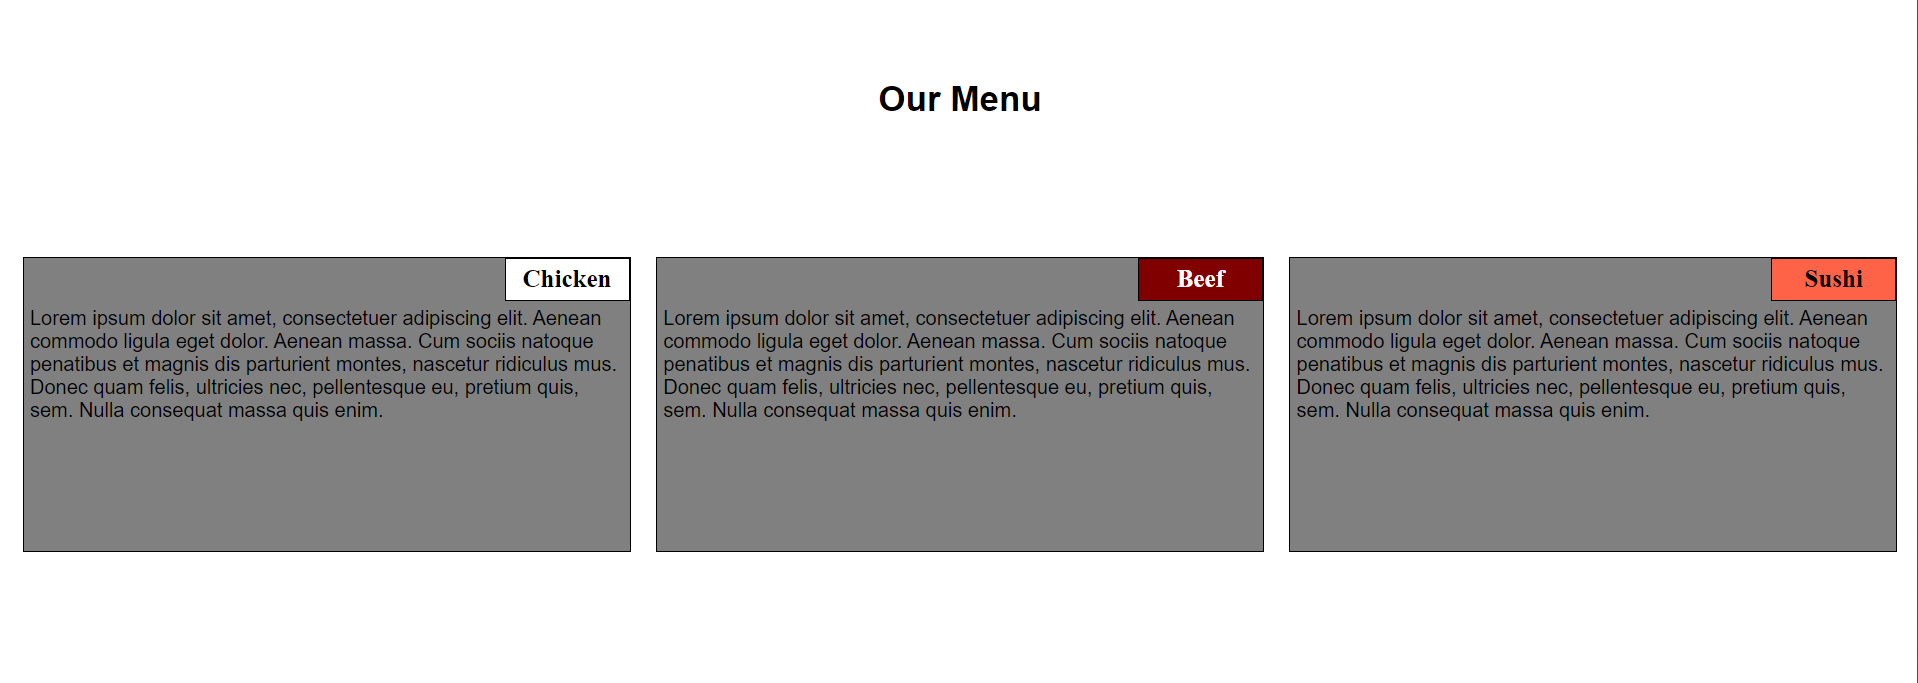 Our Menu
Chicken
Lorem ipsum dolor sit amet, consectetuer adipiscing elit. Aenean
commodo ligula eget dolor. Aenean massa. Cum sociis natoque
penatibus et magnis dis parturient montes, nascetur ridiculus mus.
Donec quam felis, ultricies nec, pellentesque eu, pretium quis,
sem. Nulla consequat massa quis enim.
Beef
Lorem ipsum dolor sit amet, consectetuer adipiscing elit. Aenean
commodo ligula eget dolor. Aenean massa. Cum sociis natoque
penatibus et magnis dis parturient montes, nascetur ridiculus mus.
Donec quam felis, ultricies nec, pellentesque eu, pretium quis,
sem. Nulla consequat massa quis enim.
Sushi
Lorem ipsum dolor sit amet, consectetuer adipiscing elit. Aenean
commodo ligula eget dolor. Aenean massa. Cum sociis natoque
penatibus et magnis dis parturient montes, nascetur ridiculus mus.
Donec quam felis, ultricies nec, pellentesque eu, pretium quis,
sem. Nulla consequat massa quis enim.